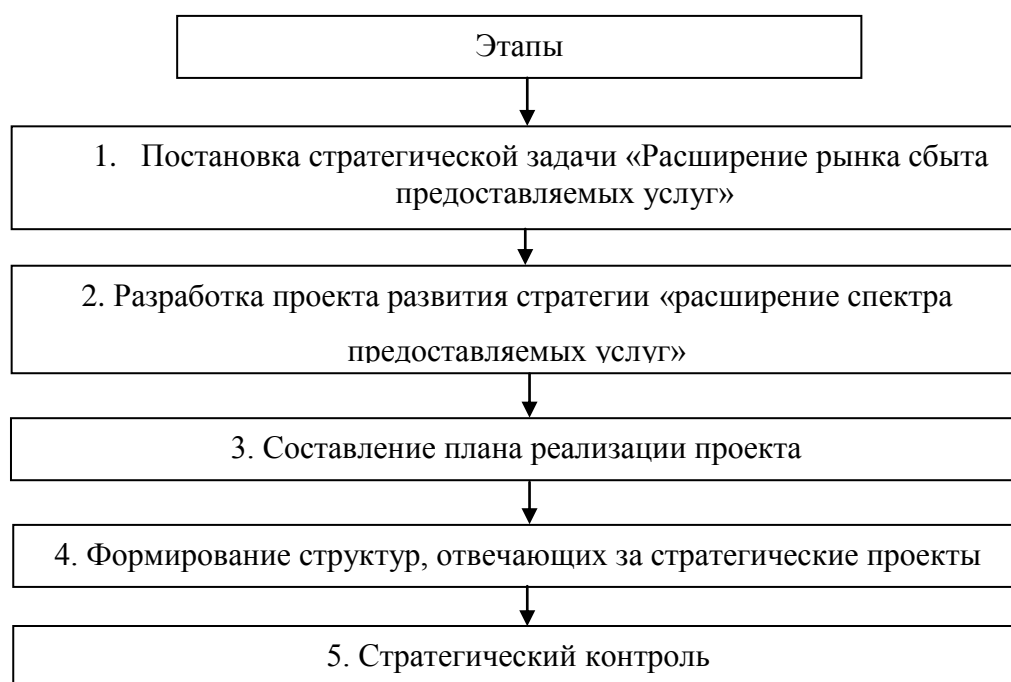 Этапы
1. Постановка стратегической задачи «Расширение рынка сбыта
предоставляемых услуг»
2. Разработка проекта развития стратегии «расширение спектра
предоставляемых услуг»
3. Составление плана реализации проекта
4. Формирование структур, отвечающих за стратегические проекты
5. Стратегический контроль